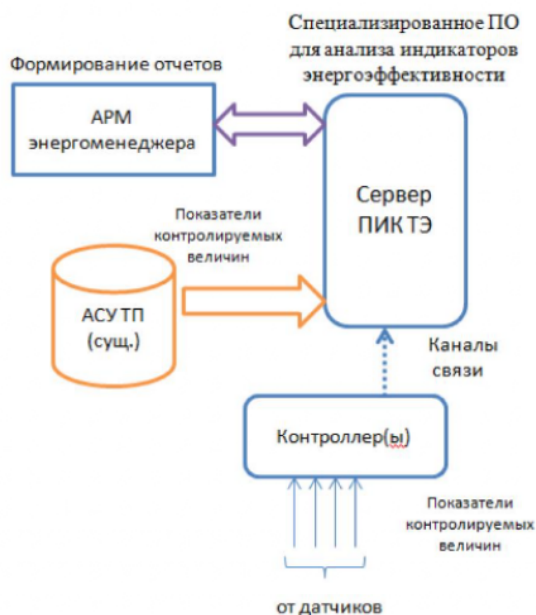 Специализированное ПО
для анализа индикаторов
энергоэффективности
Формирование отчетов
АРМ
энергоменеджера
Сервер
ПИК ТЭ
Показатели
контролируемых
величин
АСУ ТП
(сущ.)
Каналы
связи
Контроллер(ы)
Показатели
контролируемых
величин
от датчиков